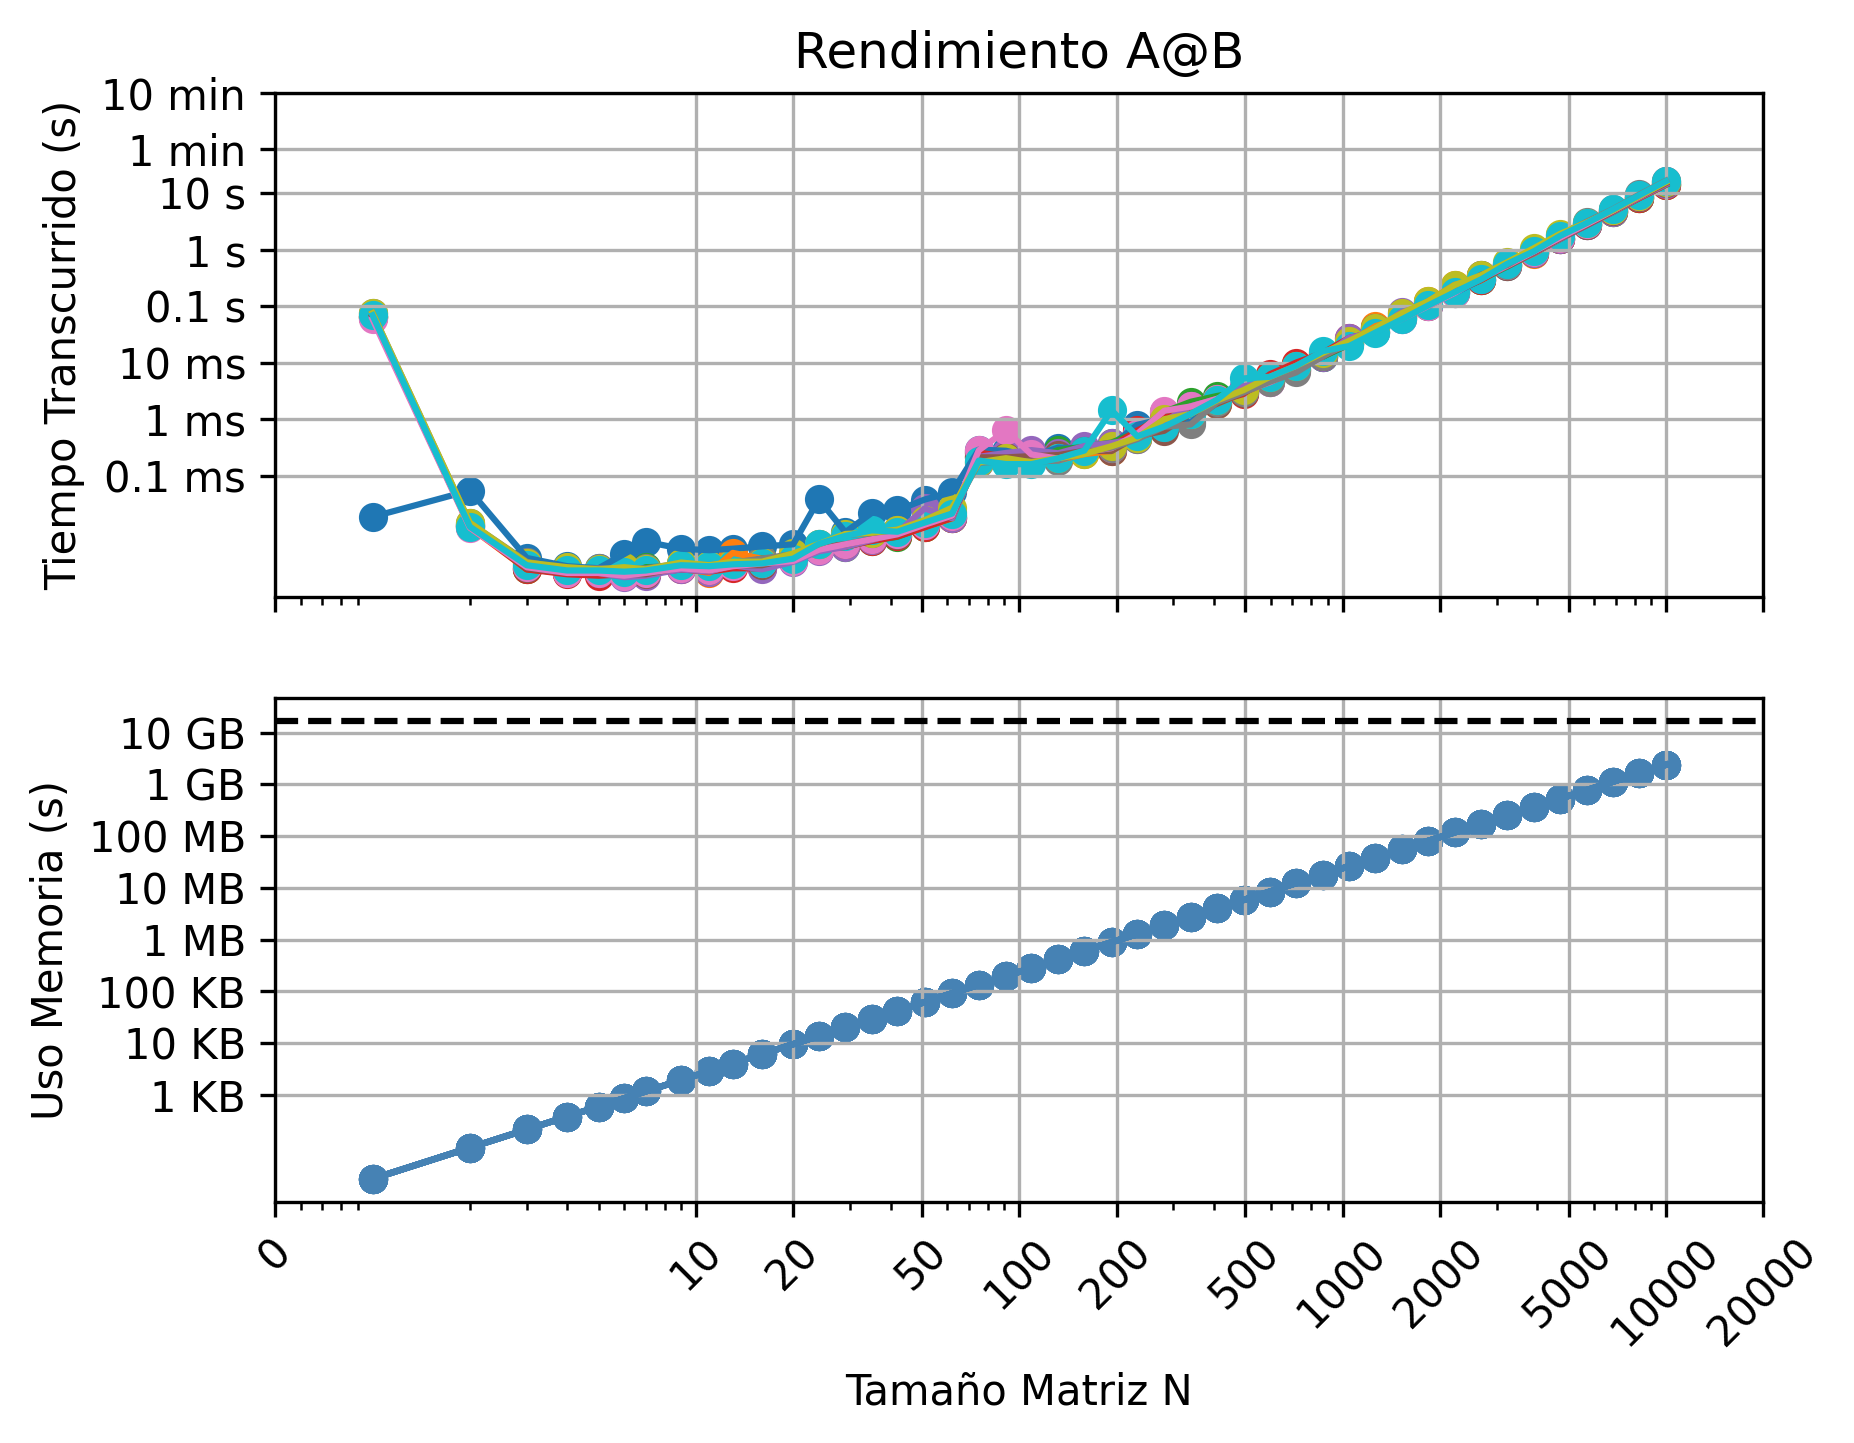 Rendimiento A@B
Tiempo Transcurrido (s)
10 min
1 min
10 s
1 s
0.1 s
10 ms
1 ms
0.1 ms
Uso Memoria (s)
10 GB
1 GB
100 MB
10 MB
1 MB
100 KB
10 KB
1 KB
0 10 20 50 100 200 500 1000 2000 5000 10000 20000
Tamaño Matriz N